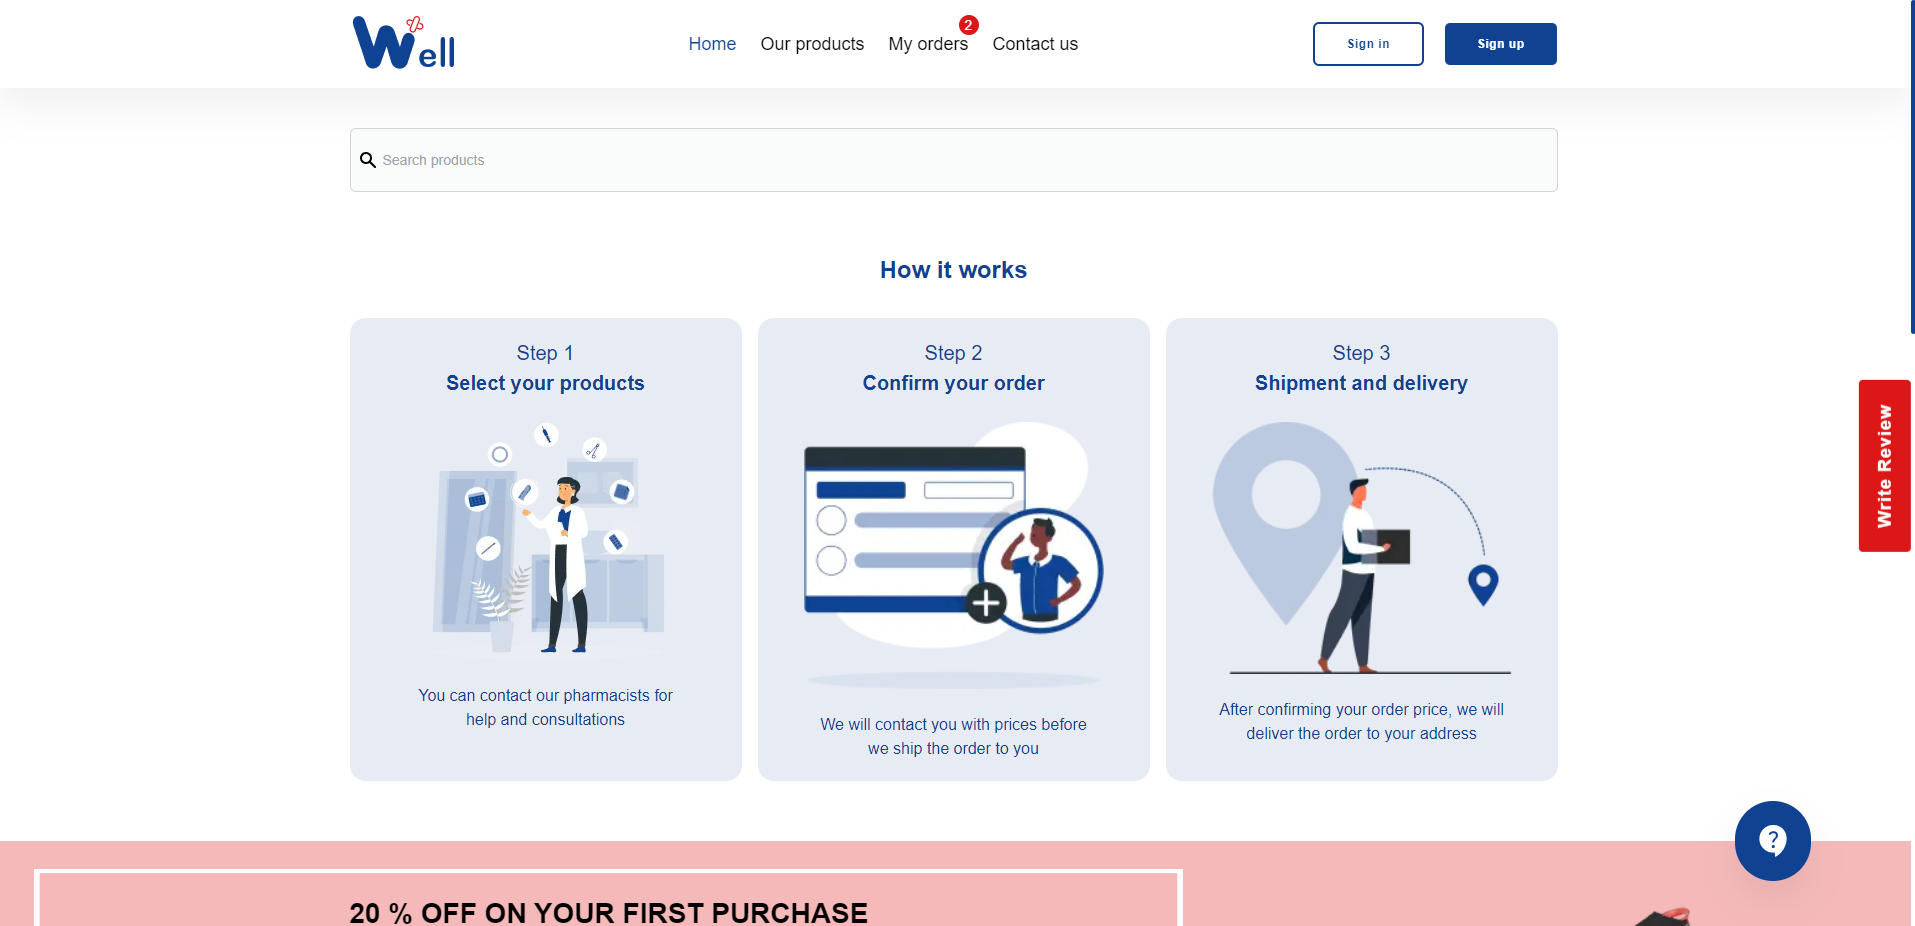 Well
Home
Our products
My orders
2
Contact us
Sign in
Sign up
Search products
How it works
Step 1
Select your products
You can contact our pharmacists for
help and consultations
Step 2
Confirm your order
We will contact you with prices before
we ship the order to you
Step 3
Shipment and delivery
After confirming your order price, we will
deliver the order to your address
Write Review
?
20 % OFF ON YOUR FIRST PURCHASE